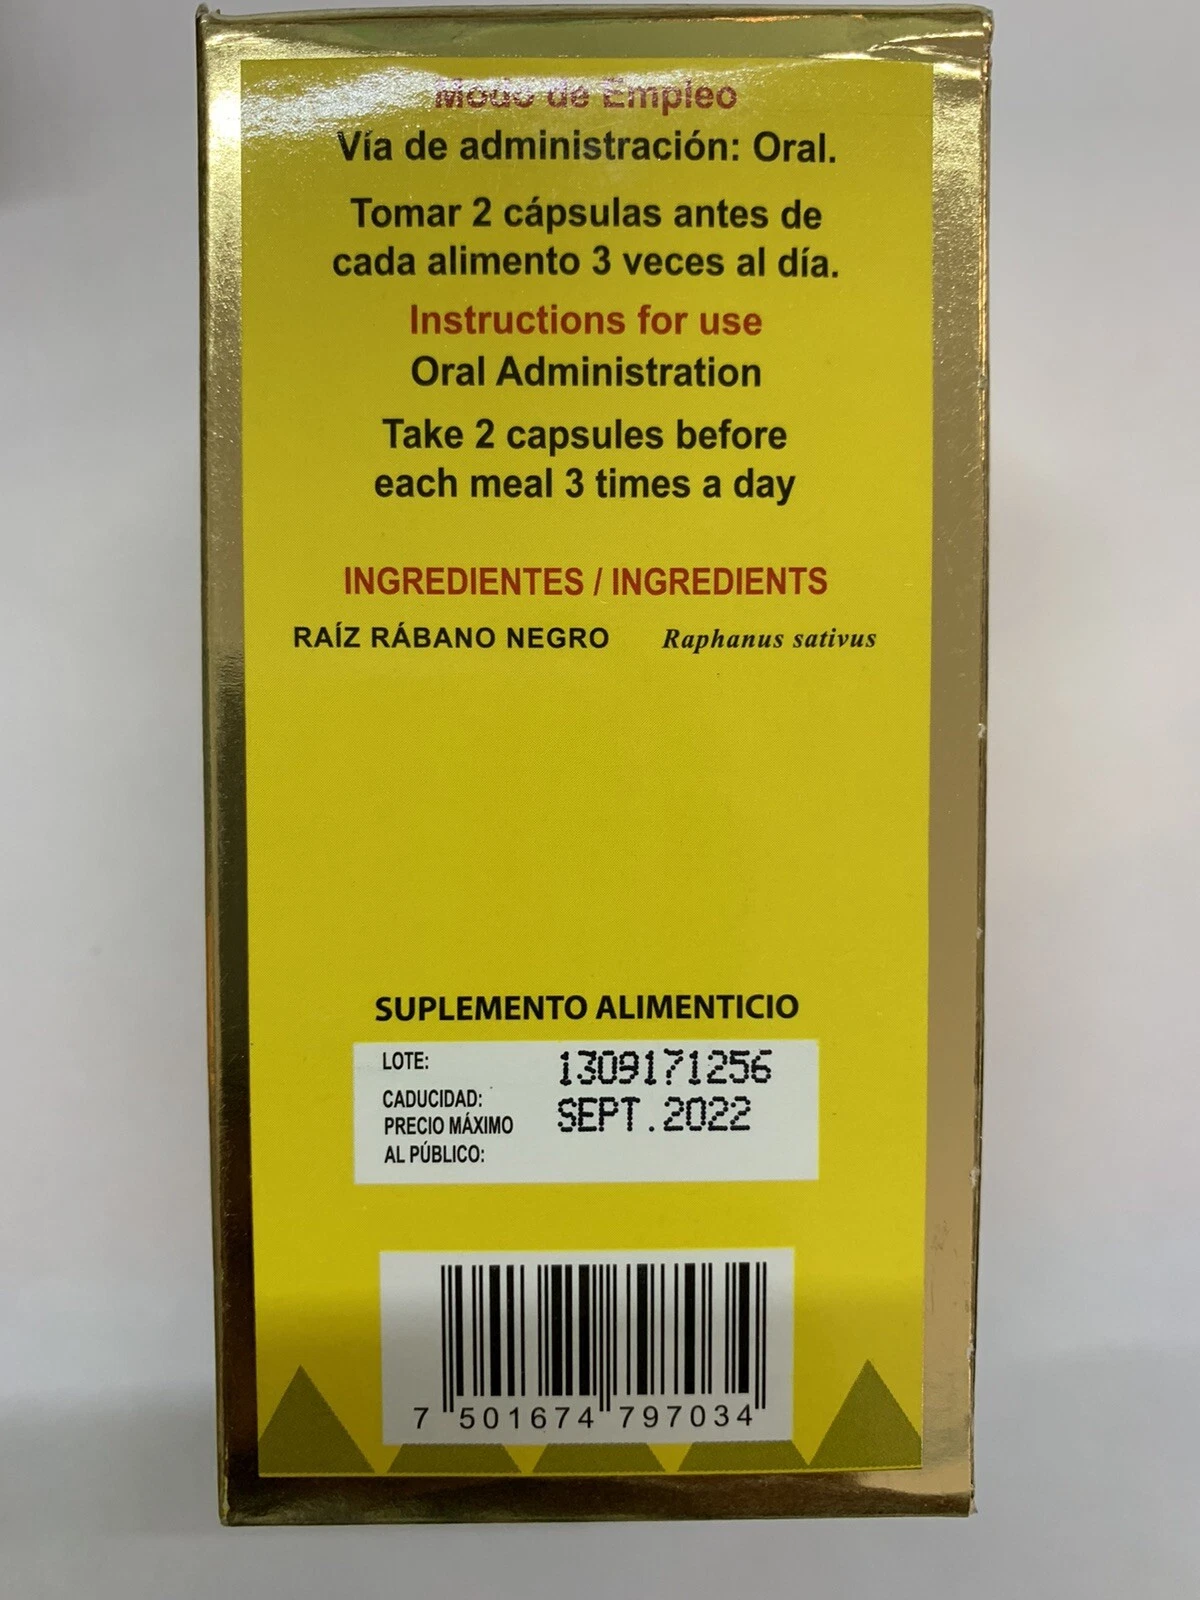 Modo de Empleo
Vía de administración: Oral.
Tomar 2 cápsulas antes de
cada alimento 3 veces al día.
Instructions for use
Oral Administration
Take 2 capsules before
each meal 3 times a day
INGREDIENTES / INGREDIENTS
RAÍZ RÁBANO NEGRO Raphanus sativus
SUPLEMENTO ALIMENTICIO
LOTE: 1309171256
CADUCIDAD: SEPT.2022
PRECIO MÁXIMO
AL PÚBLICO:
7 501674 797034